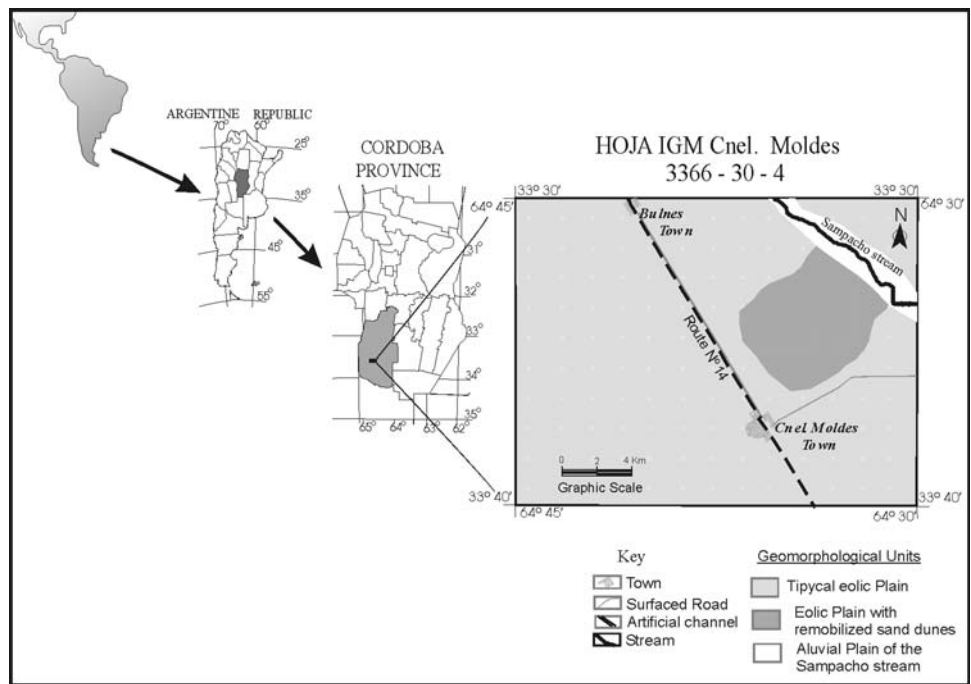 ARGENTINE REPUBLIC
70° 60°
25°
35°
45°
55°
CORDOBA
PROVINCE
64° 45'
31°
32°
33°
34°
35°
65° 64° 63° 62°
33° 40'
HOJA IGM Cnel. Moldes
3366 - 30 - 4
33° 30' 33° 30'
64° 30'
Bulnes
Town
N
Sampacho stream
Route Nº 14
Cnel. Moldes
Town
0 2 4 Km
Graphic Scale
33° 40'
64° 45' 64° 30'
Key
Town
Surfaced Road
Artificial channel
Stream
Geomorphological Units
Tipycal eolic Plain
Eolic Plain with
remobilized sand dunes
Aluvial Plain of the
Sampacho stream